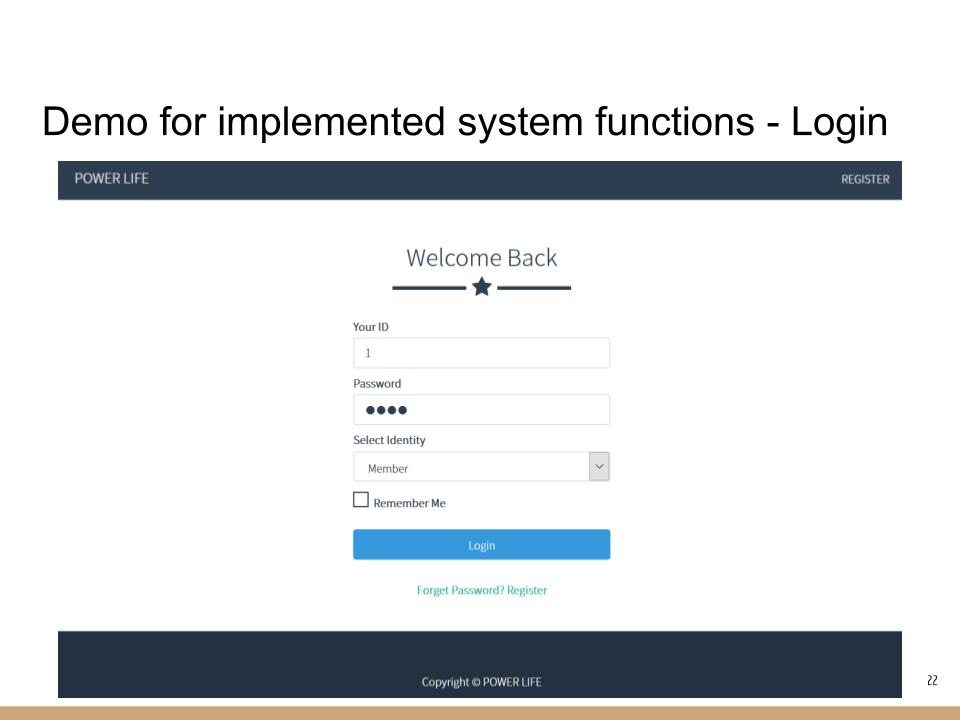 Demo for implemented system functions - Login
POWER LIFE
REGISTER
Welcome Back
Your ID
1
Password
●●●●
Select Identity
Member
Remember Me
Login
Forget Password? Register
Copyright © POWER LIFE
22